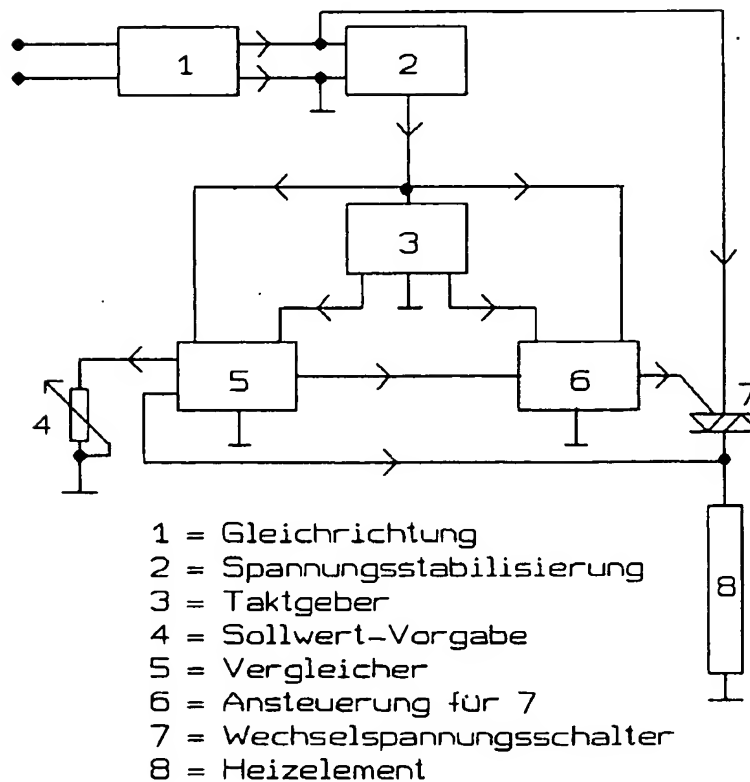 1
2
3
4
5
6
7
8
1 = Gleichrichtung
2 = Spannungsstabilisierung
3 = Taktgeber
4 = Sollwert-Vorgabe
5 = Vergleicher
6 = Ansteuerung für 7
7 = Wechselspannungsschalter
8 = Heizelement